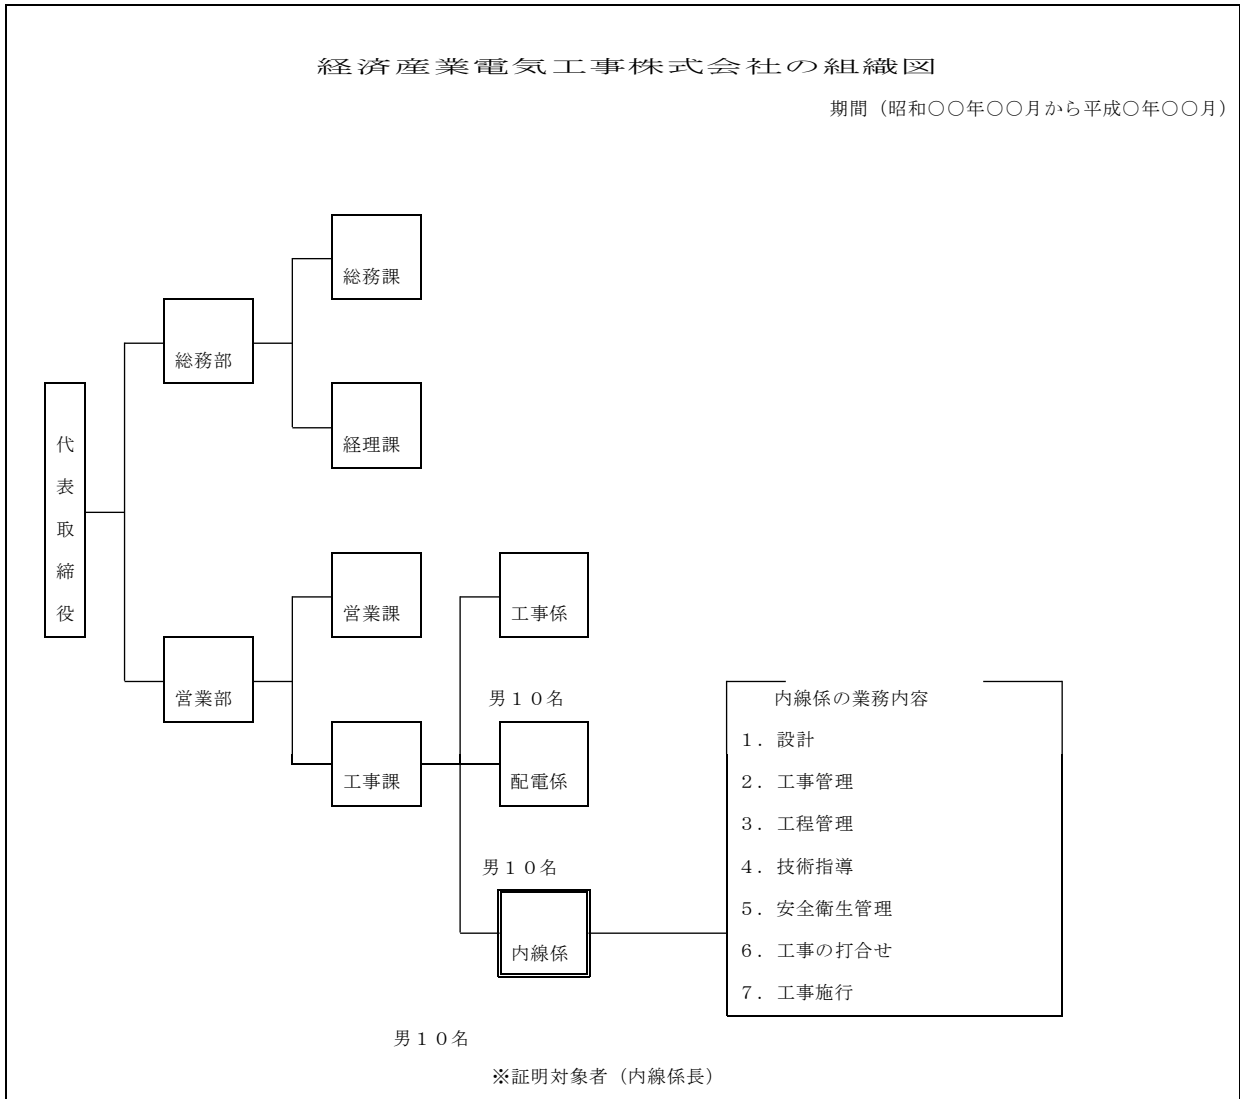 経済産業電気工事株式会社の組織図
期間（昭和〇〇年〇〇月から平成〇年〇〇月）
総務課
総務部
経理課
代表取締役
営業課
工事係
営業部
男１０名
工事課
配電係
男１０名
内線係
男１０名
内線係の業務内容
１．設計
２．工事管理
３．工程管理
４．技術指導
５．安全衛生管理
６．工事の打合せ
７．工事施行
※証明対象者（内線係長）